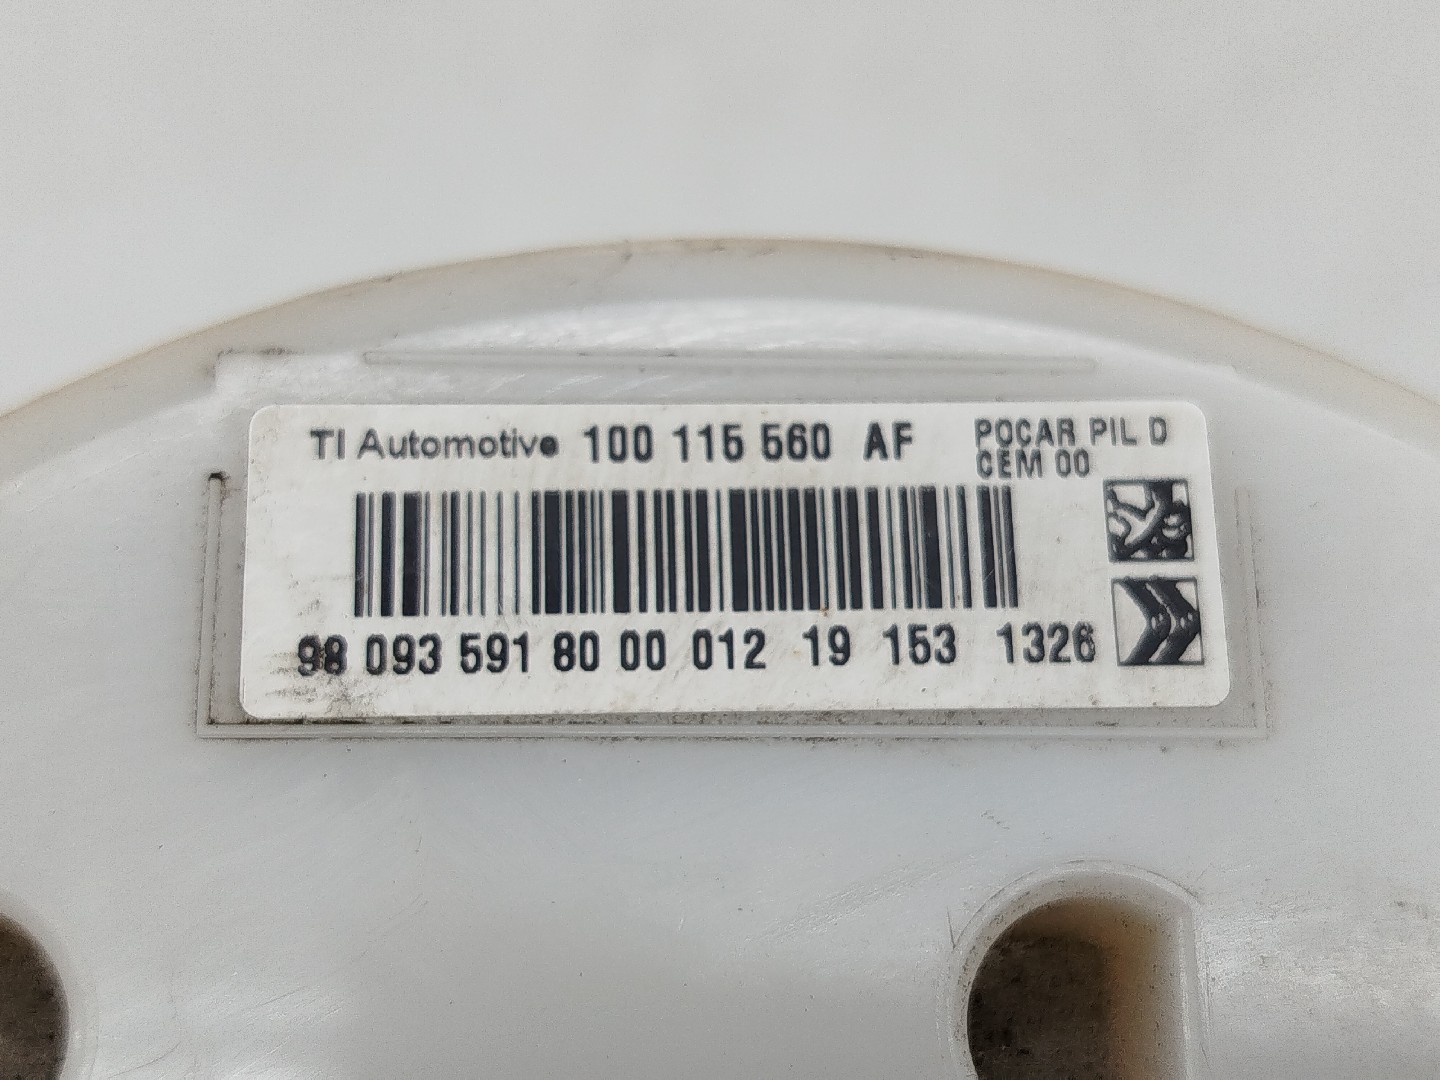 TI Automotive 100 115 560 AF
POCAR PIL D
CEM 00
98 093 591 80 00 012 19 153 1326